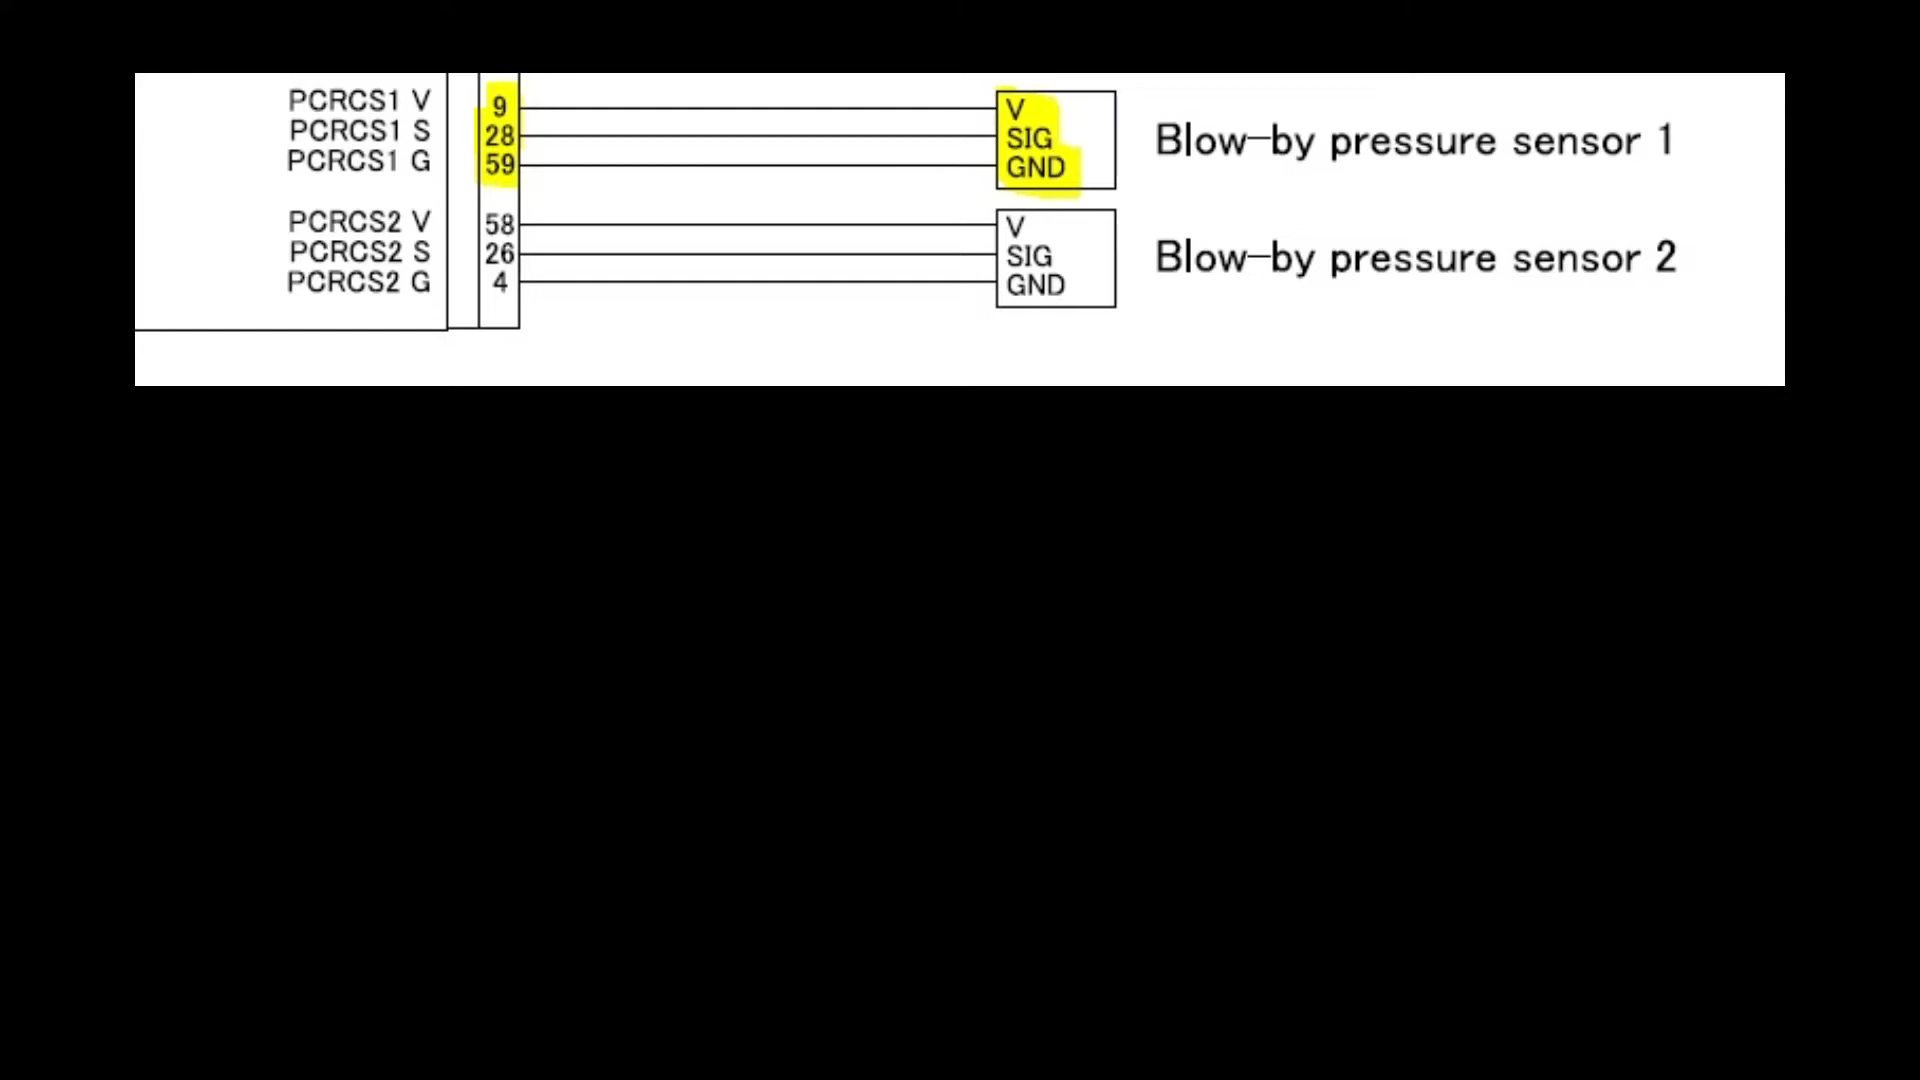 PCRCS1 V 9 V
PCRCS1 S 28 SIG
PCRCS1 G 59 GND
Blow-by pressure sensor 1
PCRCS2 V 58 V
PCRCS2 S 26 SIG
PCRCS2 G 4 GND
Blow-by pressure sensor 2